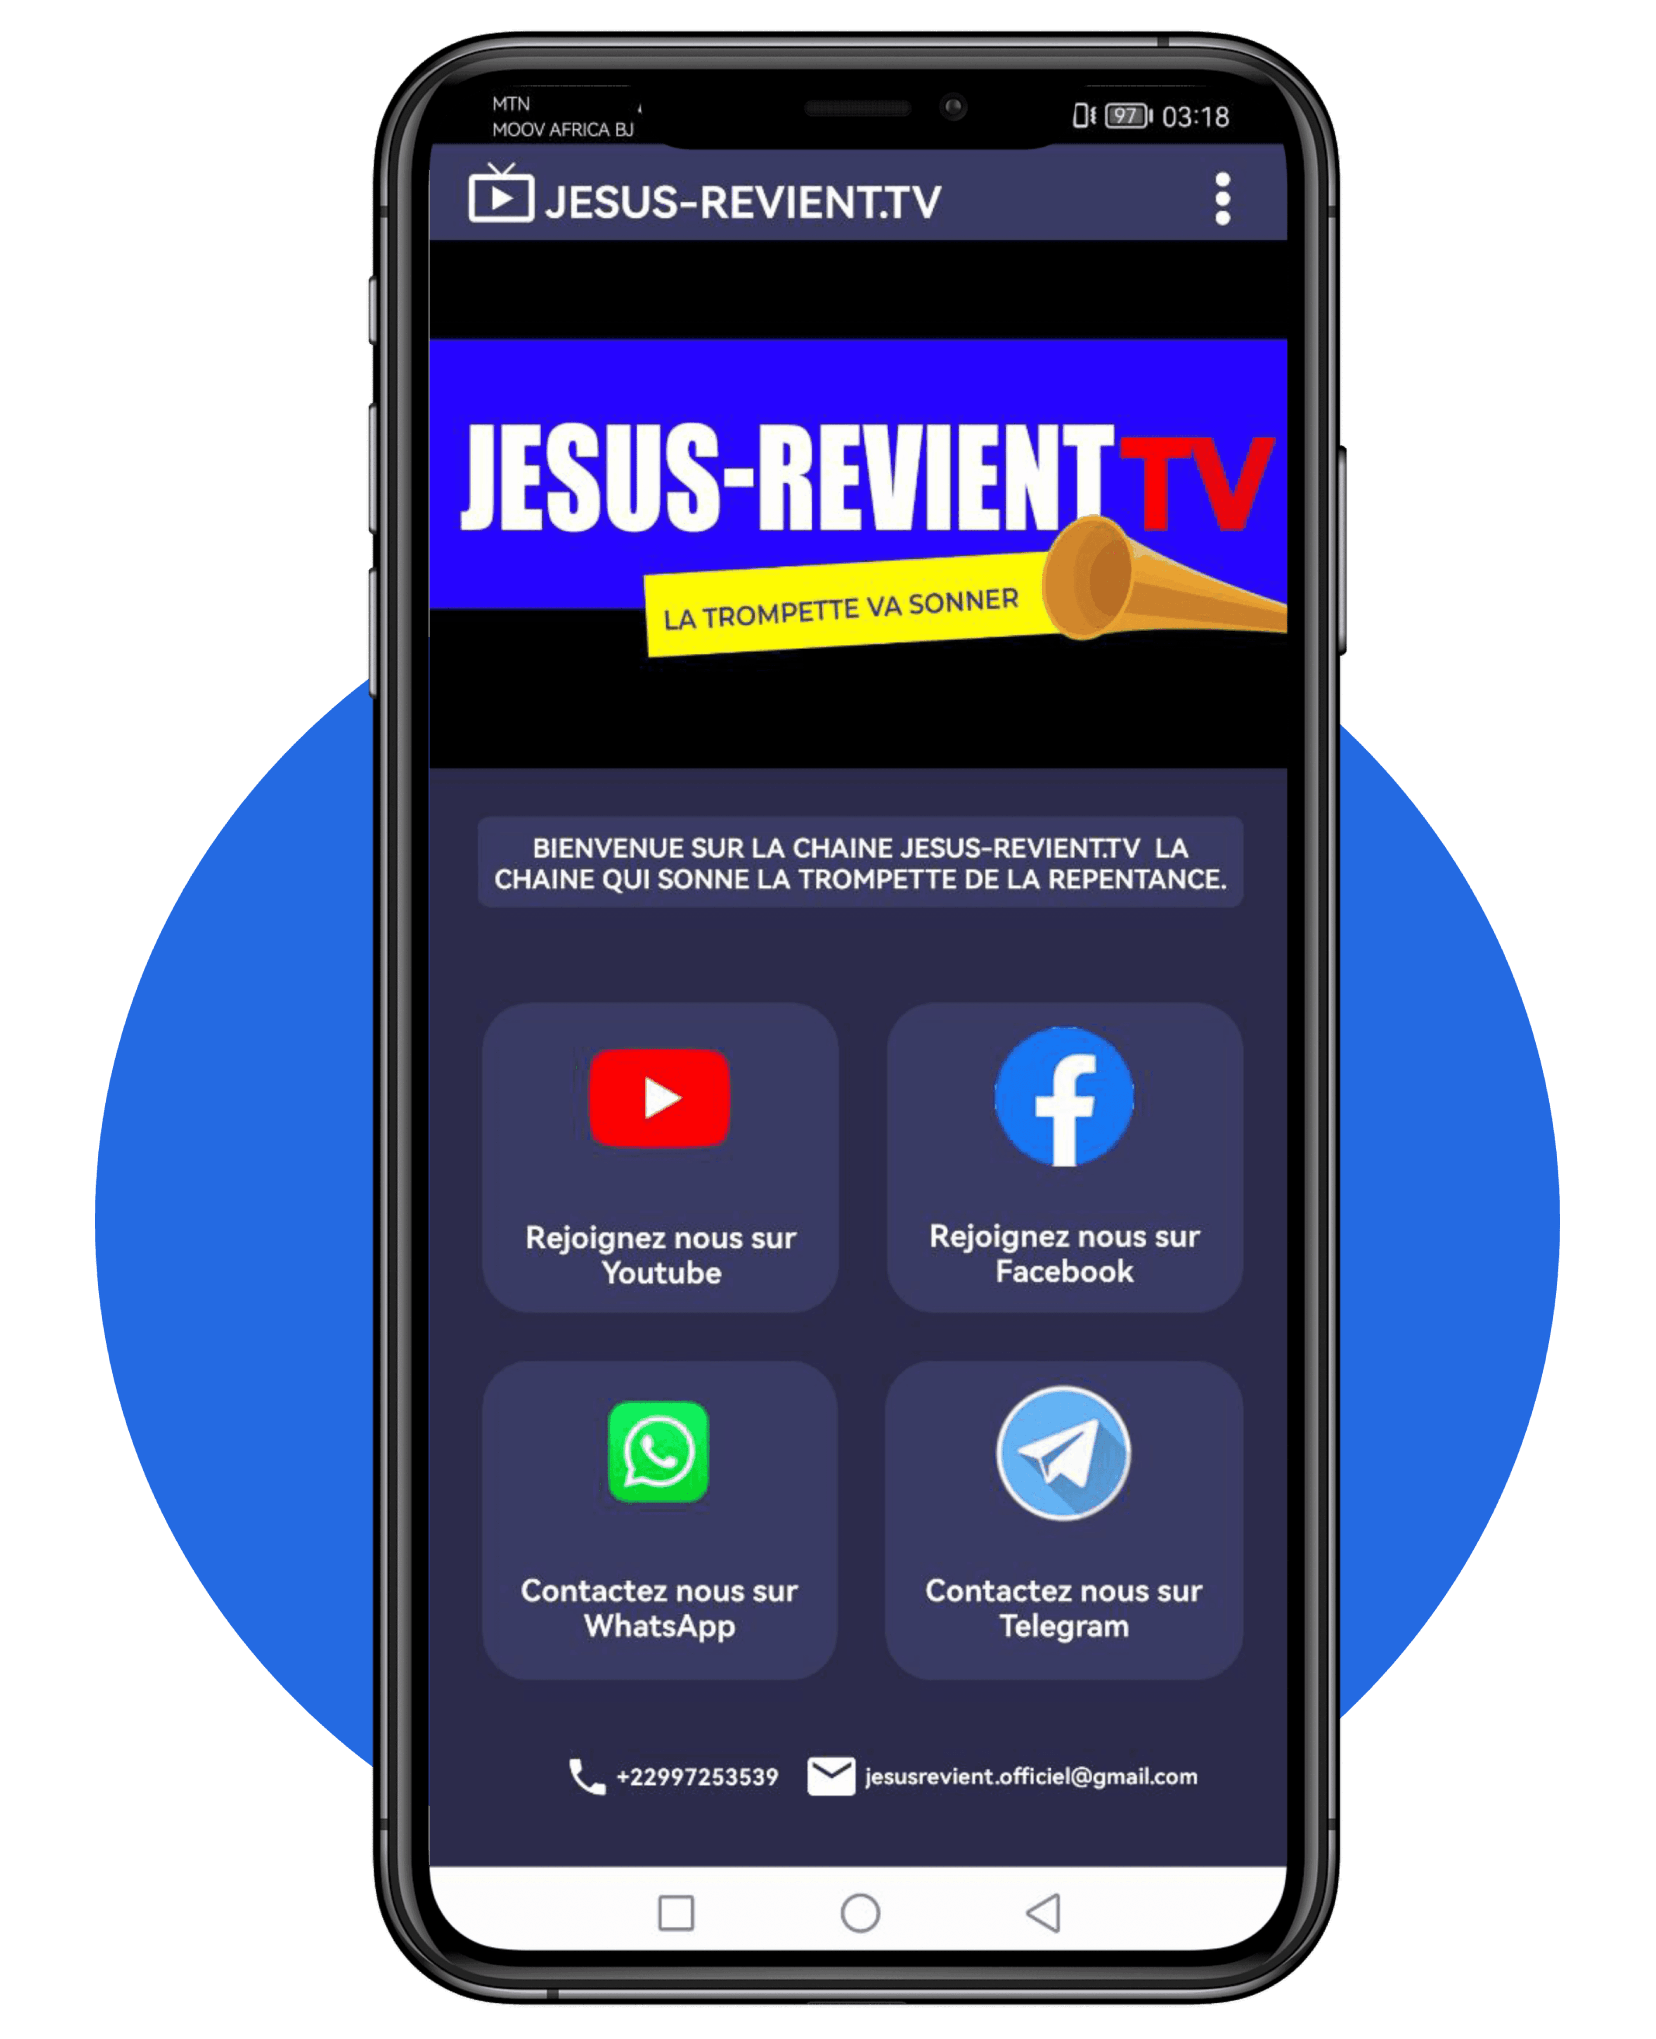 MTN
MOOV AFRICA BJ
97 03:18
JESUS-REVIENT.TV
JESUS-REVIENT TV
LA TROMPETTE VA SONNER
BIENVENUE SUR LA CHAINE JESUS-REVIENT.TV LA
CHAINE QUI SONNE LA TROMPETTE DE LA REPENTANCE.
Rejoignez nous sur
Youtube
Rejoignez nous sur
Facebook
Contactez nous sur
WhatsApp
Contactez nous sur
Telegram
+22997253539 jesusrevient.officiel@gmail.com